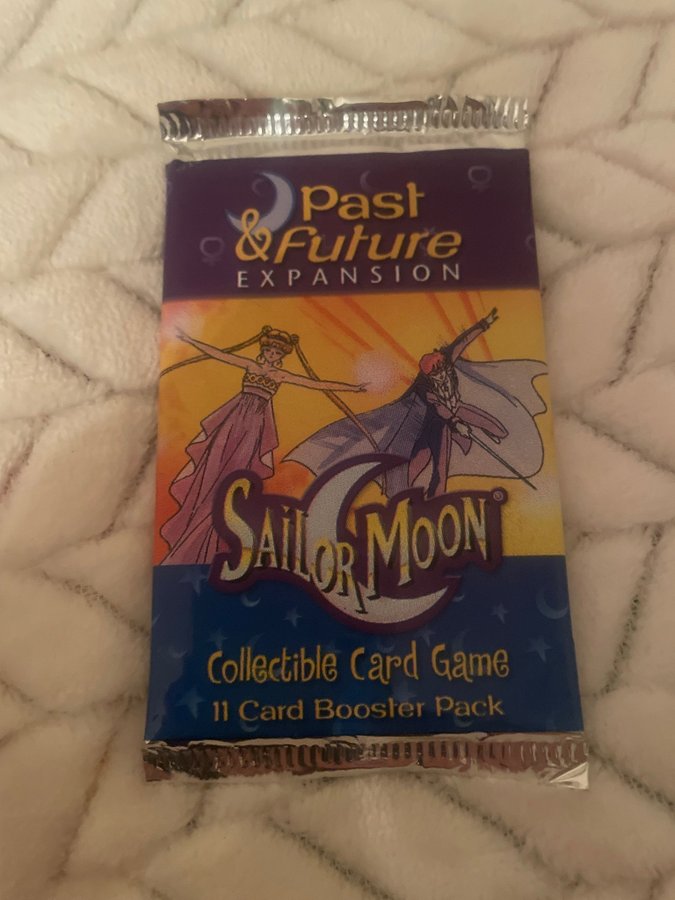 Past
& Future
EXPANSION
SAILOR MOON®
Collectible Card Game
11 Card Booster Pack